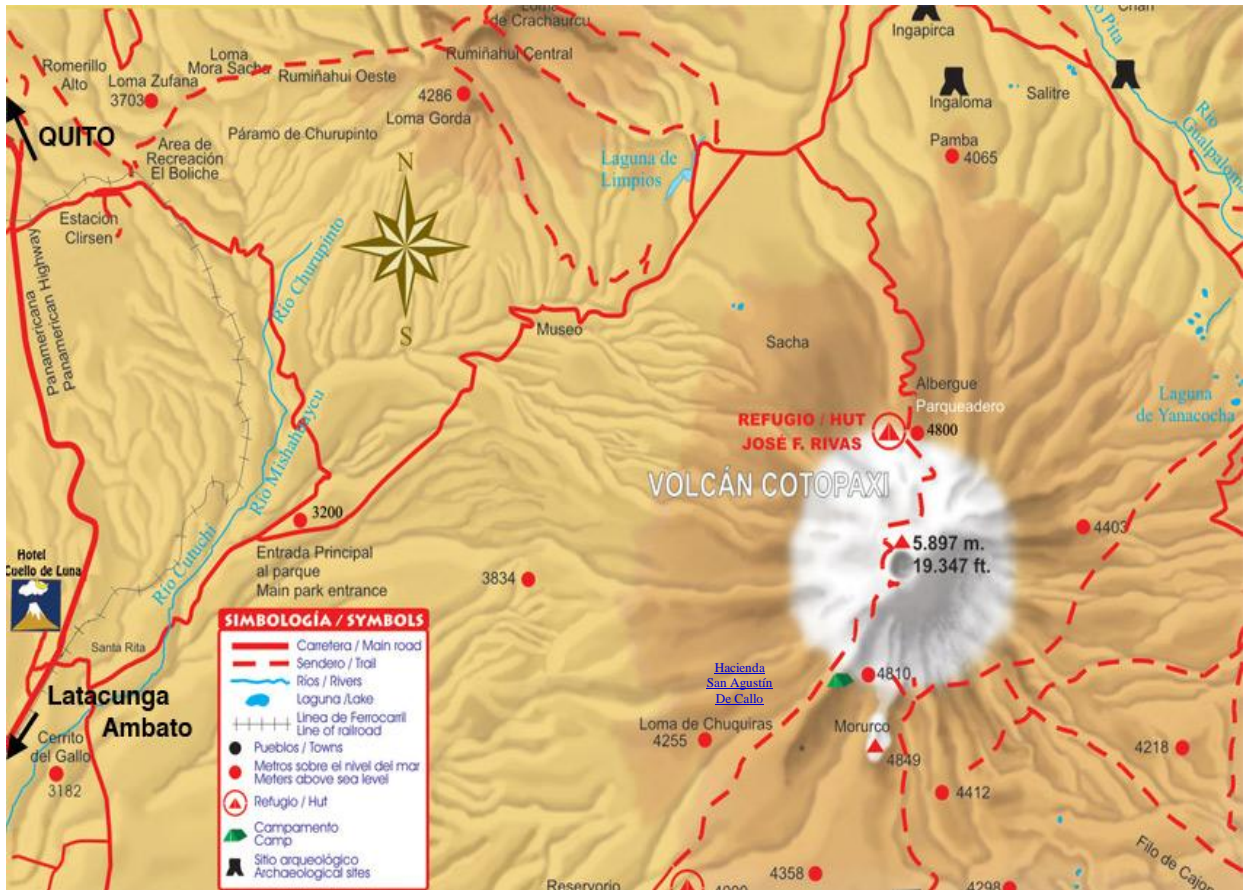 Loma
de Crachaurcu
Rumiñahui Central
Ingapirca
Río Pita
Romerillo
Alto
Loma
Mora Sacha
Loma Zufana
3703
Rumiñahui Oeste
4286
Loma Gorda
Ingaloma
Salitre
QUITO
Páramo de Churupinto
Area de
Recreación
El Boliche
Pamba
4065
Río
Gualpaloma
N
S
Laguna de
Limpios
Estación
Clirsen
Panamericana
Panamerican Highway
Río Churupinto
Museo
Sacha
Albergue
Parqueadero
4800
REFUGIO / HUT
JOSÉ F. RIVAS
Laguna
de Yanacocha
VOLCÁN COTOPAXI
3200
Río Cutuchi
4403
5.897 m.
19.347 ft.
Hotel
Cuello de Luna
Entrada Principal
al parque
Main park entrance
3834
Santa Rita
SIMBOLOGÍA / SYMBOLS
Carretera / Main road
Sendero / Trail
Ríos / Rivers
Laguna /Lake
Linea de Ferrocarril
Line of railroad
Pueblos / Towns
Metros sobre el nivel del mar
Meters above sea level
Refugio / Hut
Campamento
Camp
Sitio arqueológico
Archaeological sites
Hacienda
San Agustín
De Callo
4810
Latacunga
Ambato
Loma de Chuquiras
4255
Morurco
4849
4218
Cerrito
del Gallo
3182
4412
Filo de
4358
4298
Reservorio